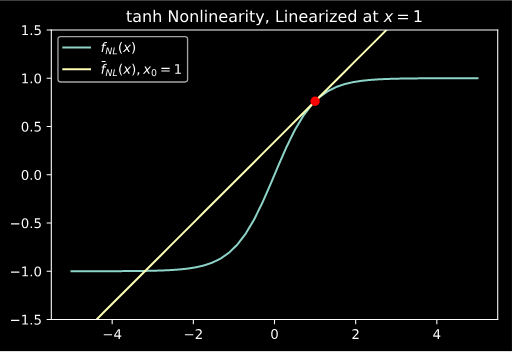 tanh Nonlinearity, Linearized at x = 1
f_NL(x)
f̃_NL(x), x₀ = 1
1.5
1.0
0.5
0.0
−0.5
−1.0
−1.5
−4 −2 0 2 4